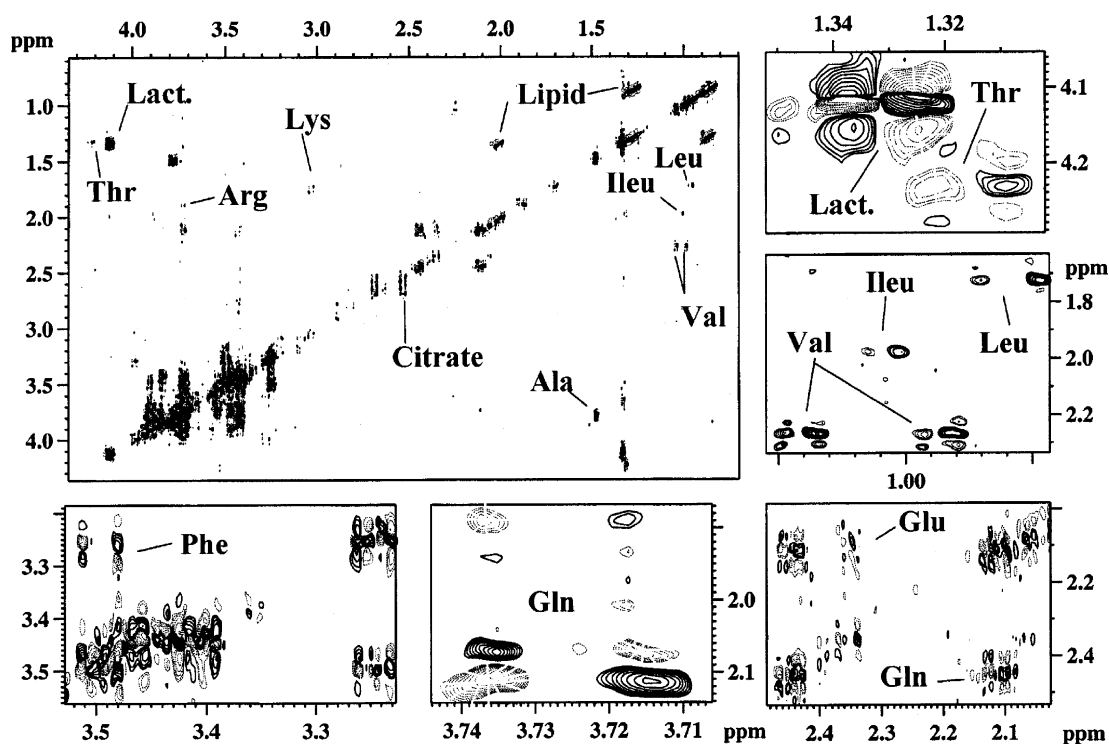 4.0 3.5 3.0 2.5 2.0 1.5
ppm
1.0
1.5
2.0
2.5
3.0
3.5
4.0
Lact.
Thr
Arg
Lys
Lipid
Leu
Ileu
Val
Citrate
Ala
1.34 1.32
4.1
4.2
Thr
Lact.
ppm
1.8
2.0
2.2
Ileu
Val
Leu
1.00
Phe
3.3
3.4
3.5
3.5 3.4 3.3
Gln
2.0
2.1
3.74 3.73 3.72 3.71
ppm
Glu
Gln
2.2
2.4
2.4 2.3 2.2 2.1 ppm